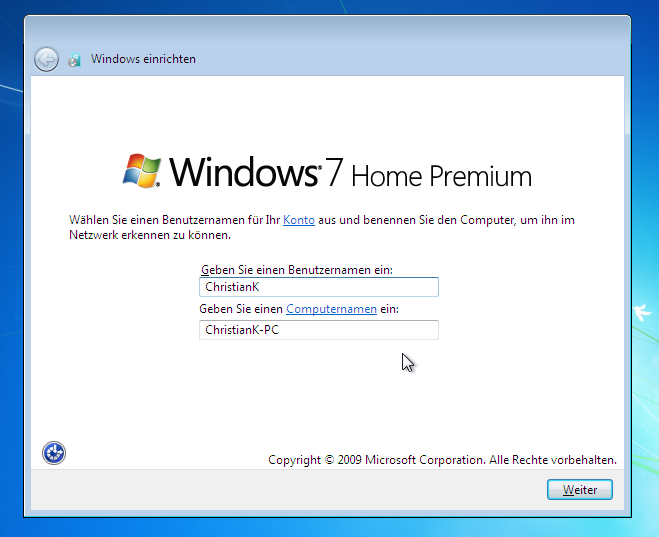 Windows einrichten
Windows 7 Home Premium
Wählen Sie einen Benutzernamen für Ihr Konto aus und benennen Sie den Computer, um ihn im
Netzwerk erkennen zu können.
Geben Sie einen Benutzernamen ein:
ChristianK
Geben Sie einen Computernamen ein:
ChristianK-PC
Copyright © 2009 Microsoft Corporation. Alle Rechte vorbehalten.
Weiter